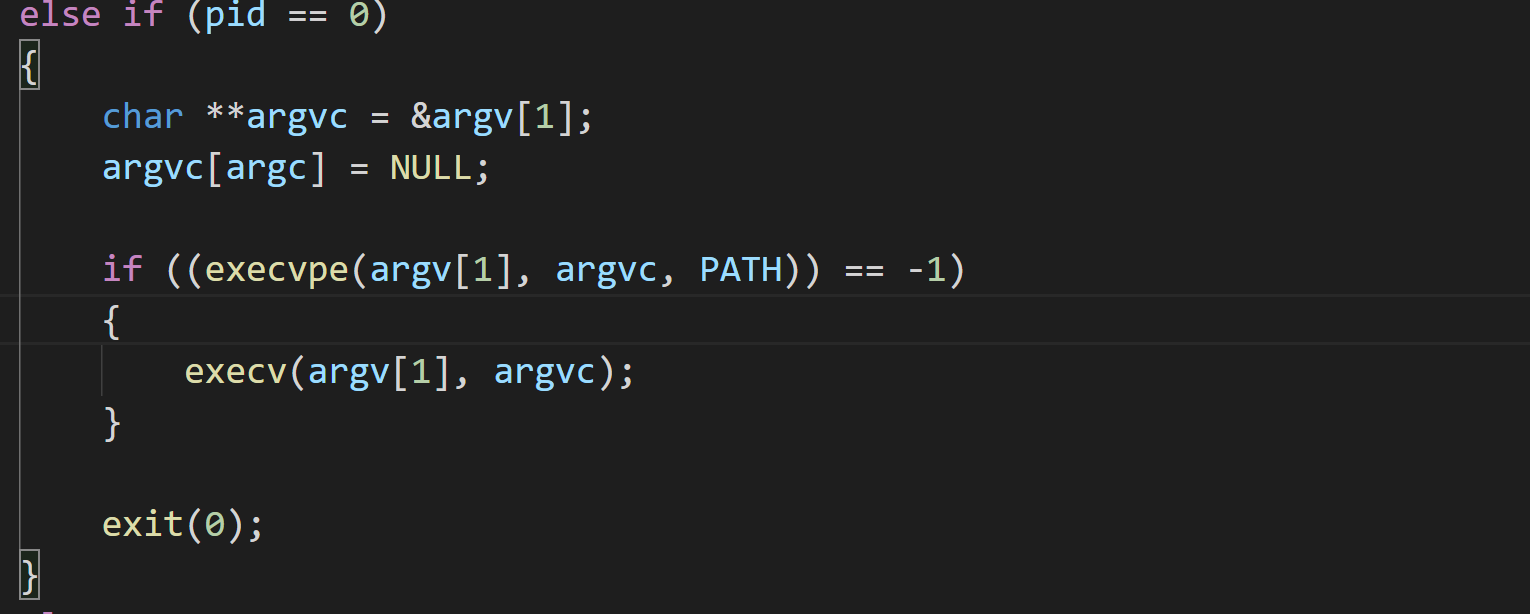 else if (pid == 0)
{
    char **argvc = &argv[1];
    argvc[argc] = NULL;

    if ((execvpe(argv[1], argvc, PATH)) == -1)
    {
        execv(argv[1], argvc);
    }

    exit(0);
}